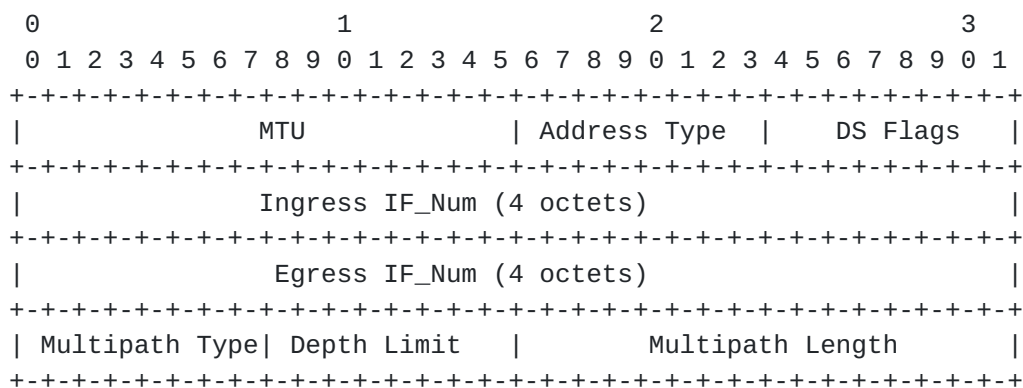 0                   1                   2                   3
 0 1 2 3 4 5 6 7 8 9 0 1 2 3 4 5 6 7 8 9 0 1 2 3 4 5 6 7 8 9 0 1
+-+-+-+-+-+-+-+-+-+-+-+-+-+-+-+-+-+-+-+-+-+-+-+-+-+-+-+-+-+-+-+-+
|               MTU             | Address Type  |    DS Flags   |
+-+-+-+-+-+-+-+-+-+-+-+-+-+-+-+-+-+-+-+-+-+-+-+-+-+-+-+-+-+-+-+-+
|               Ingress IF_Num (4 octets)                       |
+-+-+-+-+-+-+-+-+-+-+-+-+-+-+-+-+-+-+-+-+-+-+-+-+-+-+-+-+-+-+-+-+
|                Egress IF_Num (4 octets)                       |
+-+-+-+-+-+-+-+-+-+-+-+-+-+-+-+-+-+-+-+-+-+-+-+-+-+-+-+-+-+-+-+-+
| Multipath Type| Depth Limit   |        Multipath Length       |
+-+-+-+-+-+-+-+-+-+-+-+-+-+-+-+-+-+-+-+-+-+-+-+-+-+-+-+-+-+-+-+-+